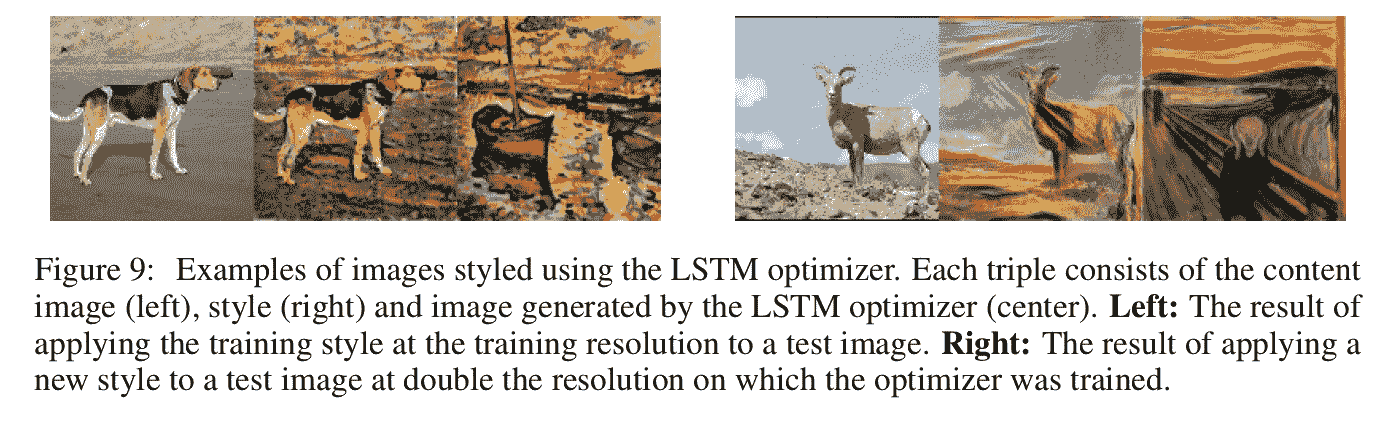 Figure 9: Examples of images styled using the LSTM optimizer. Each triple consists of the content
image (left), style (right) and image generated by the LSTM optimizer (center). Left: The result of
applying the training style at the training resolution to a test image. Right: The result of applying a
new style to a test image at double the resolution on which the optimizer was trained.